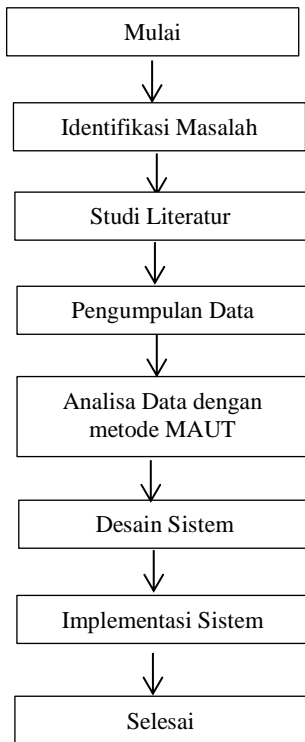 Mulai
Identifikasi Masalah
Studi Literatur
Pengumpulan Data
Analisa Data dengan
metode MAUT
Desain Sistem
Implementasi Sistem
Selesai